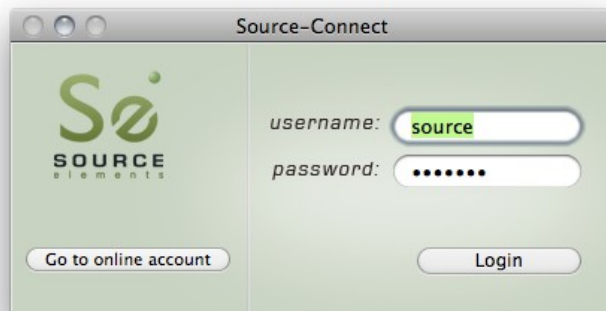 Source-Connect
Se
SOURCE
elements
username: source
password: •••••••
Go to online account
Login